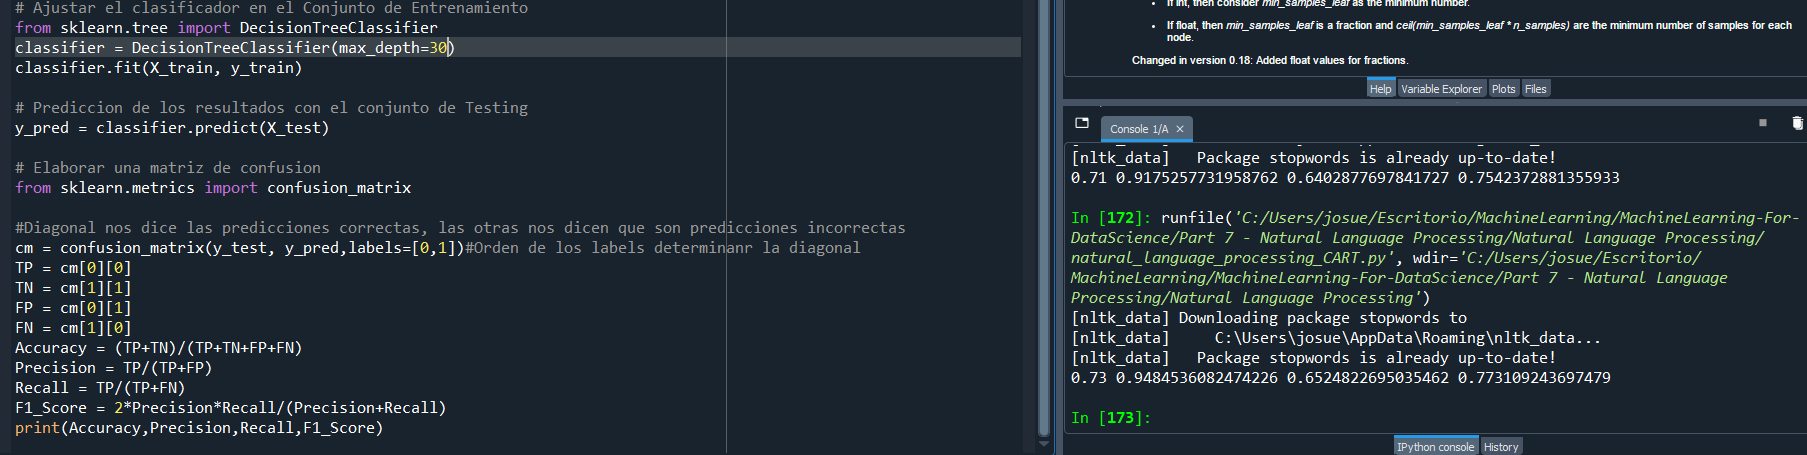 # Ajustar el clasificador en el Conjunto de Entrenamiento
from sklearn.tree import DecisionTreeClassifier
classifier = DecisionTreeClassifier(max_depth=30)
classifier.fit(X_train, y_train)
# Prediccion de los resultados con el conjunto de Testing
y_pred = classifier.predict(X_test)
# Elaborar una matriz de confusion
from sklearn.metrics import confusion_matrix
#Diagonal nos dice las predicciones correctas, las otras nos dicen que son predicciones incorrectas
cm = confusion_matrix(y_test, y_pred,labels=[0,1])#Orden de los labels determinanr la diagonal
TP = cm[0][0]
TN = cm[1][1]
FP = cm[0][1]
FN = cm[1][0]
Accuracy = (TP+TN)/(TP+TN+FP+FN)
Precision = TP/(TP+FP)
Recall = TP/(TP+FN)
F1_Score = 2*Precision*Recall/(Precision+Recall)
print(Accuracy,Precision,Recall,F1_Score)
• If int, then consider min_samples_leaf as the minimum number.
• If float, then min_samples_leaf is a fraction and ceil(min_samples_leaf * n_samples) are the minimum number of samples for each
node.
Changed in version 0.18: Added float values for fractions.
Help Variable Explorer Plots Files
Console 1/A ×
[nltk_data]   Package stopwords is already up-to-date!
0.71 0.9175257731958762 0.6402877697841727 0.7542372881355933
In [172]: runfile('C:/Users/josue/Escritorio/MachineLearning/MachineLearning-For-
DataScience/Part 7 - Natural Language Processing/Natural Language Processing/
natural_language_processing_CART.py', wdir='C:/Users/josue/Escritorio/
MachineLearning/MachineLearning-For-DataScience/Part 7 - Natural Language
Processing/Natural Language Processing')
[nltk_data] Downloading package stopwords to
[nltk_data]     C:\Users\josue\AppData\Roaming\nltk_data...
[nltk_data]   Package stopwords is already up-to-date!
0.73 0.9484536082474226 0.6524822695035462 0.773109243697479
In [173]:
IPython console History